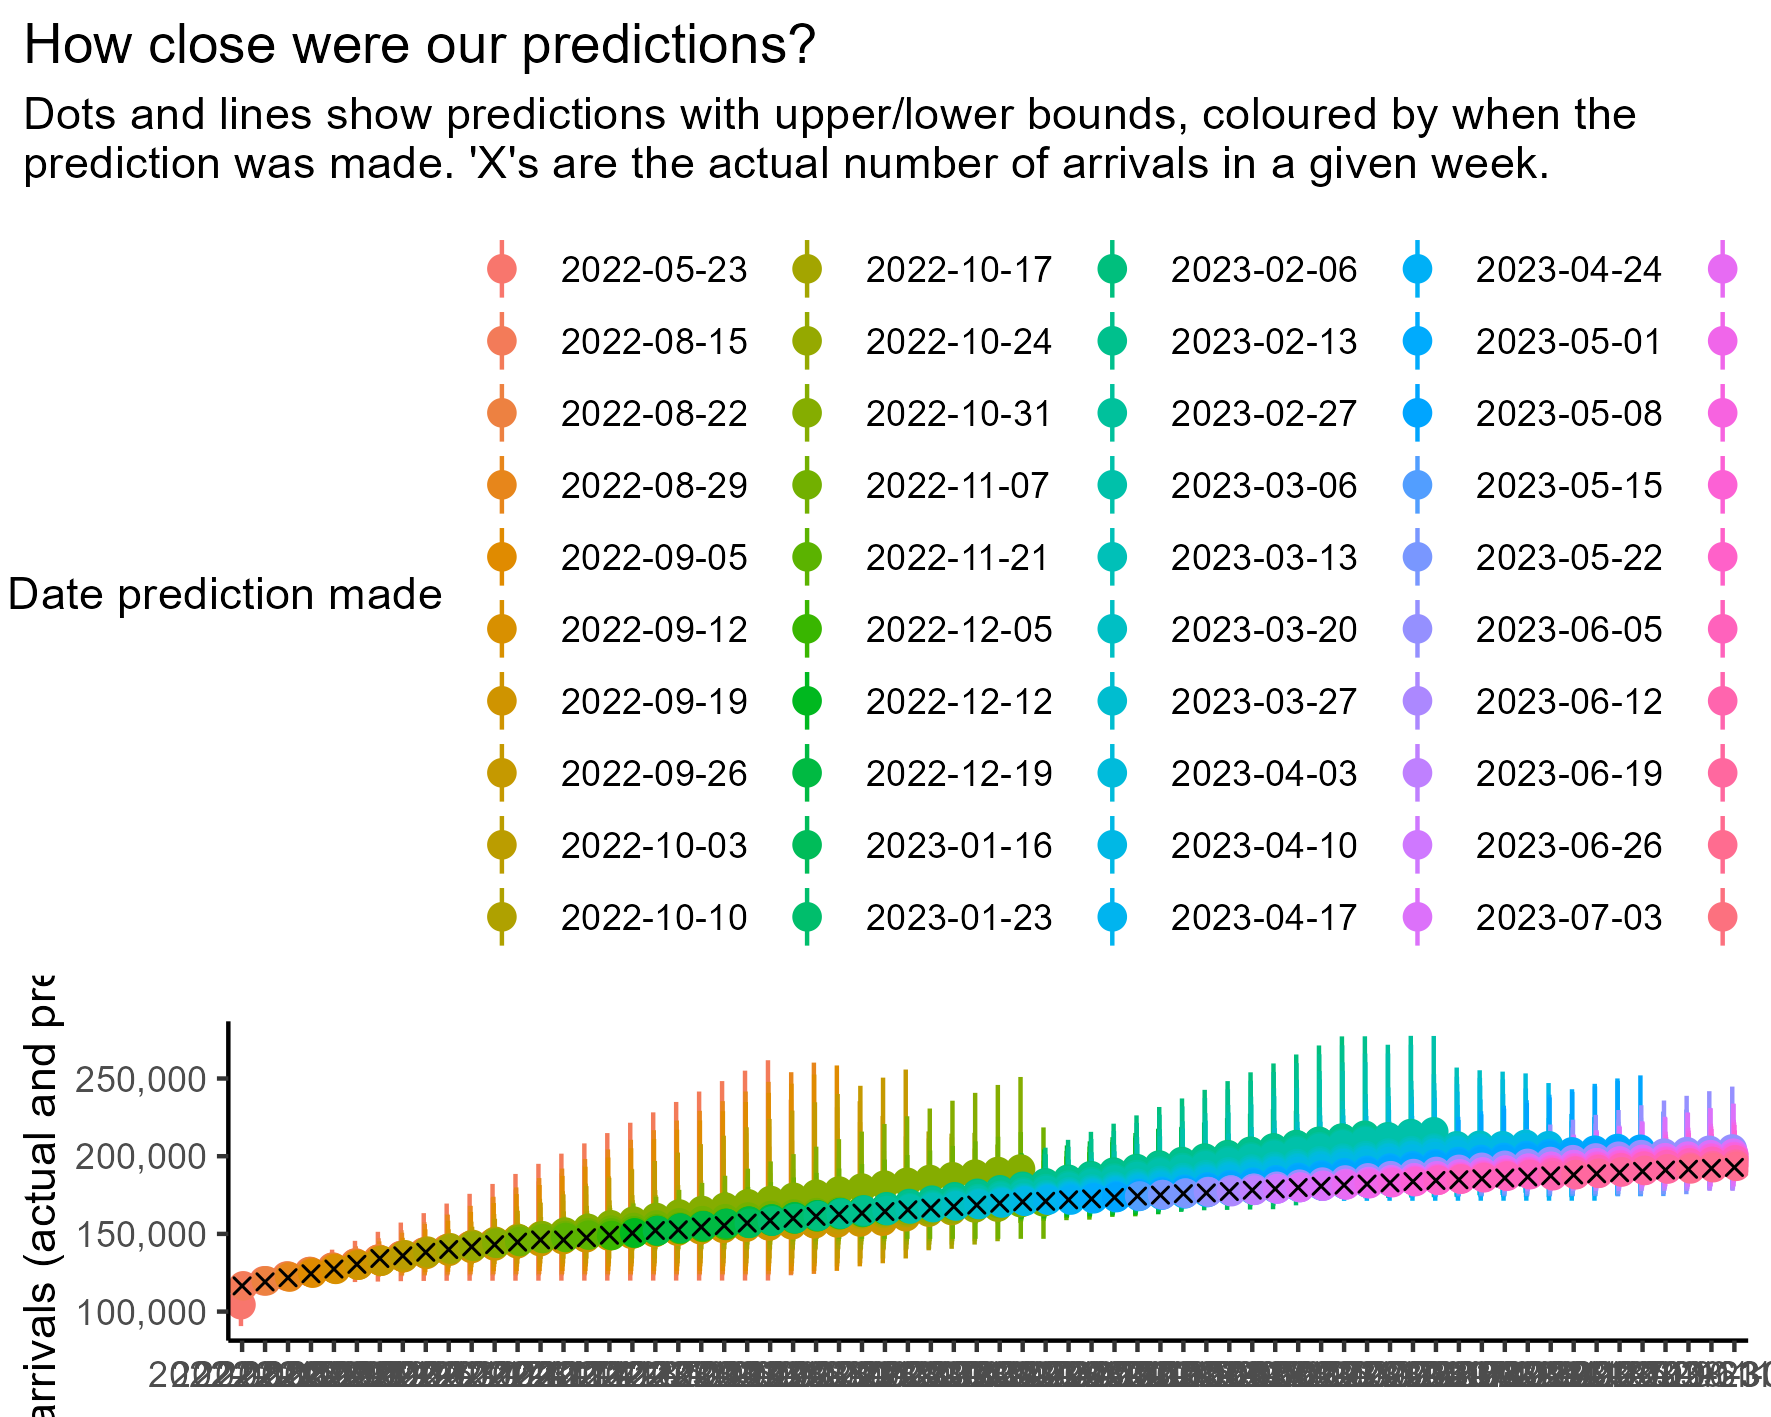 How close were our predictions?
Dots and lines show predictions with upper/lower bounds, coloured by when the
prediction was made. 'X's are the actual number of arrivals in a given week.
Date prediction made
2022-05-23 2022-10-17 2023-02-06 2023-04-24
2022-08-15 2022-10-24 2023-02-13 2023-05-01
2022-08-22 2022-10-31 2023-02-27 2023-05-08
2022-08-29 2022-11-07 2023-03-06 2023-05-15
2022-09-05 2022-11-21 2023-03-13 2023-05-22
2022-09-12 2022-12-05 2023-03-20 2023-06-05
2022-09-19 2022-12-12 2023-03-27 2023-06-12
2022-09-26 2022-12-19 2023-04-03 2023-06-19
2022-10-03 2023-01-16 2023-04-10 2023-06-26
2022-10-10 2023-01-23 2023-04-17 2023-07-03
arrivals (actual and pre
250,000
200,000
150,000
100,000